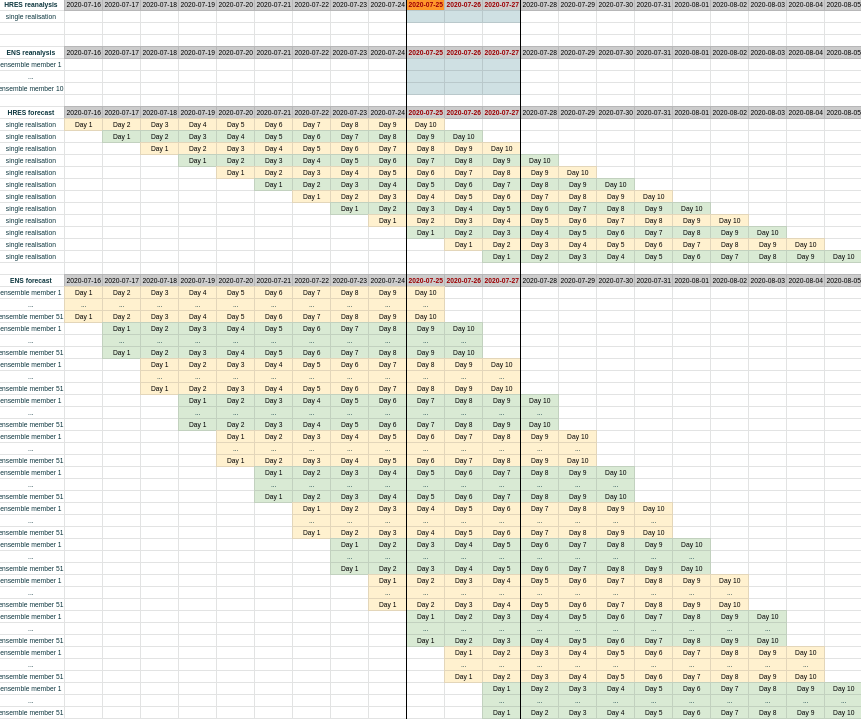 HRES reanalysis 2020-07-16 2020-07-17 2020-07-18 2020-07-19 2020-07-20 2020-07-21 2020-07-22 2020-07-23 2020-07-24 2020-07-25 2020-07-26 2020-07-27 2020-07-28 2020-07-29 2020-07-30 2020-07-31 2020-08-01 2020-08-02 2020-08-03 2020-08-04 2020-08-05
single realisation
ENS reanalysis 2020-07-16 2020-07-17 2020-07-18 2020-07-19 2020-07-20 2020-07-21 2020-07-22 2020-07-23 2020-07-24 2020-07-25 2020-07-26 2020-07-27 2020-07-28 2020-07-29 2020-07-30 2020-07-31 2020-08-01 2020-08-02 2020-08-03 2020-08-04 2020-08-05
ensemble member 1
...
ensemble member 10
HRES forecast 2020-07-16 2020-07-17 2020-07-18 2020-07-19 2020-07-20 2020-07-21 2020-07-22 2020-07-23 2020-07-24 2020-07-25 2020-07-26 2020-07-27 2020-07-28 2020-07-29 2020-07-30 2020-07-31 2020-08-01 2020-08-02 2020-08-03 2020-08-04 2020-08-05
single realisation Day 1 Day 2 Day 3 Day 4 Day 5 Day 6 Day 7 Day 8 Day 9 Day 10
single realisation Day 1 Day 2 Day 3 Day 4 Day 5 Day 6 Day 7 Day 8 Day 9 Day 10
single realisation Day 1 Day 2 Day 3 Day 4 Day 5 Day 6 Day 7 Day 8 Day 9 Day 10
single realisation Day 1 Day 2 Day 3 Day 4 Day 5 Day 6 Day 7 Day 8 Day 9 Day 10
single realisation Day 1 Day 2 Day 3 Day 4 Day 5 Day 6 Day 7 Day 8 Day 9 Day 10
single realisation Day 1 Day 2 Day 3 Day 4 Day 5 Day 6 Day 7 Day 8 Day 9 Day 10
single realisation Day 1 Day 2 Day 3 Day 4 Day 5 Day 6 Day 7 Day 8 Day 9 Day 10
single realisation Day 1 Day 2 Day 3 Day 4 Day 5 Day 6 Day 7 Day 8 Day 9 Day 10
single realisation Day 1 Day 2 Day 3 Day 4 Day 5 Day 6 Day 7 Day 8 Day 9 Day 10
single realisation Day 1 Day 2 Day 3 Day 4 Day 5 Day 6 Day 7 Day 8 Day 9 Day 10
single realisation Day 1 Day 2 Day 3 Day 4 Day 5 Day 6 Day 7 Day 8 Day 9 Day 10
single realisation Day 1 Day 2 Day 3 Day 4 Day 5 Day 6 Day 7 Day 8 Day 9 Day 10
ENS forecast 2020-07-16 2020-07-17 2020-07-18 2020-07-19 2020-07-20 2020-07-21 2020-07-22 2020-07-23 2020-07-24 2020-07-25 2020-07-26 2020-07-27 2020-07-28 2020-07-29 2020-07-30 2020-07-31 2020-08-01 2020-08-02 2020-08-03 2020-08-04 2020-08-05
ensemble member 1 Day 1 Day 2 Day 3 Day 4 Day 5 Day 6 Day 7 Day 8 Day 9 Day 10
... ... ... ... ... ... ... ... ... ... ...
ensemble member 51 Day 1 Day 2 Day 3 Day 4 Day 5 Day 6 Day 7 Day 8 Day 9 Day 10
ensemble member 1 Day 1 Day 2 Day 3 Day 4 Day 5 Day 6 Day 7 Day 8 Day 9 Day 10
... ... ... ... ... ... ... ... ... ... ...
ensemble member 51 Day 1 Day 2 Day 3 Day 4 Day 5 Day 6 Day 7 Day 8 Day 9 Day 10
ensemble member 1 Day 1 Day 2 Day 3 Day 4 Day 5 Day 6 Day 7 Day 8 Day 9 Day 10
... ... ... ... ... ... ... ... ... ... ...
ensemble member 51 Day 1 Day 2 Day 3 Day 4 Day 5 Day 6 Day 7 Day 8 Day 9 Day 10
ensemble member 1 Day 1 Day 2 Day 3 Day 4 Day 5 Day 6 Day 7 Day 8 Day 9 Day 10
... ... ... ... ... ... ... ... ... ... ...
ensemble member 51 Day 1 Day 2 Day 3 Day 4 Day 5 Day 6 Day 7 Day 8 Day 9 Day 10
ensemble member 1 Day 1 Day 2 Day 3 Day 4 Day 5 Day 6 Day 7 Day 8 Day 9 Day 10
... ... ... ... ... ... ... ... ... ... ...
ensemble member 51 Day 1 Day 2 Day 3 Day 4 Day 5 Day 6 Day 7 Day 8 Day 9 Day 10
ensemble member 1 Day 1 Day 2 Day 3 Day 4 Day 5 Day 6 Day 7 Day 8 Day 9 Day 10
... ... ... ... ... ... ... ... ... ... ...
ensemble member 51 Day 1 Day 2 Day 3 Day 4 Day 5 Day 6 Day 7 Day 8 Day 9 Day 10
ensemble member 1 Day 1 Day 2 Day 3 Day 4 Day 5 Day 6 Day 7 Day 8 Day 9 Day 10
... ... ... ... ... ... ... ... ... ... ...
ensemble member 51 Day 1 Day 2 Day 3 Day 4 Day 5 Day 6 Day 7 Day 8 Day 9 Day 10
ensemble member 1 Day 1 Day 2 Day 3 Day 4 Day 5 Day 6 Day 7 Day 8 Day 9 Day 10
... ... ... ... ... ... ... ... ... ... ...
ensemble member 51 Day 1 Day 2 Day 3 Day 4 Day 5 Day 6 Day 7 Day 8 Day 9 Day 10
ensemble member 1 Day 1 Day 2 Day 3 Day 4 Day 5 Day 6 Day 7 Day 8 Day 9 Day 10
... ... ... ... ... ... ... ... ... ... ...
ensemble member 51 Day 1 Day 2 Day 3 Day 4 Day 5 Day 6 Day 7 Day 8 Day 9 Day 10
ensemble member 1 Day 1 Day 2 Day 3 Day 4 Day 5 Day 6 Day 7 Day 8 Day 9 Day 10
... ... ... ... ... ... ... ... ... ... ...
ensemble member 51 Day 1 Day 2 Day 3 Day 4 Day 5 Day 6 Day 7 Day 8 Day 9 Day 10
ensemble member 1 Day 1 Day 2 Day 3 Day 4 Day 5 Day 6 Day 7 Day 8 Day 9 Day 10
... ... ... ... ... ... ... ... ... ... ...
ensemble member 51 Day 1 Day 2 Day 3 Day 4 Day 5 Day 6 Day 7 Day 8 Day 9 Day 10
ensemble member 1 Day 1 Day 2 Day 3 Day 4 Day 5 Day 6 Day 7 Day 8 Day 9 Day 10
... ... ... ... ... ... ... ... ... ... ...
ensemble member 51 Day 1 Day 2 Day 3 Day 4 Day 5 Day 6 Day 7 Day 8 Day 9 Day 10